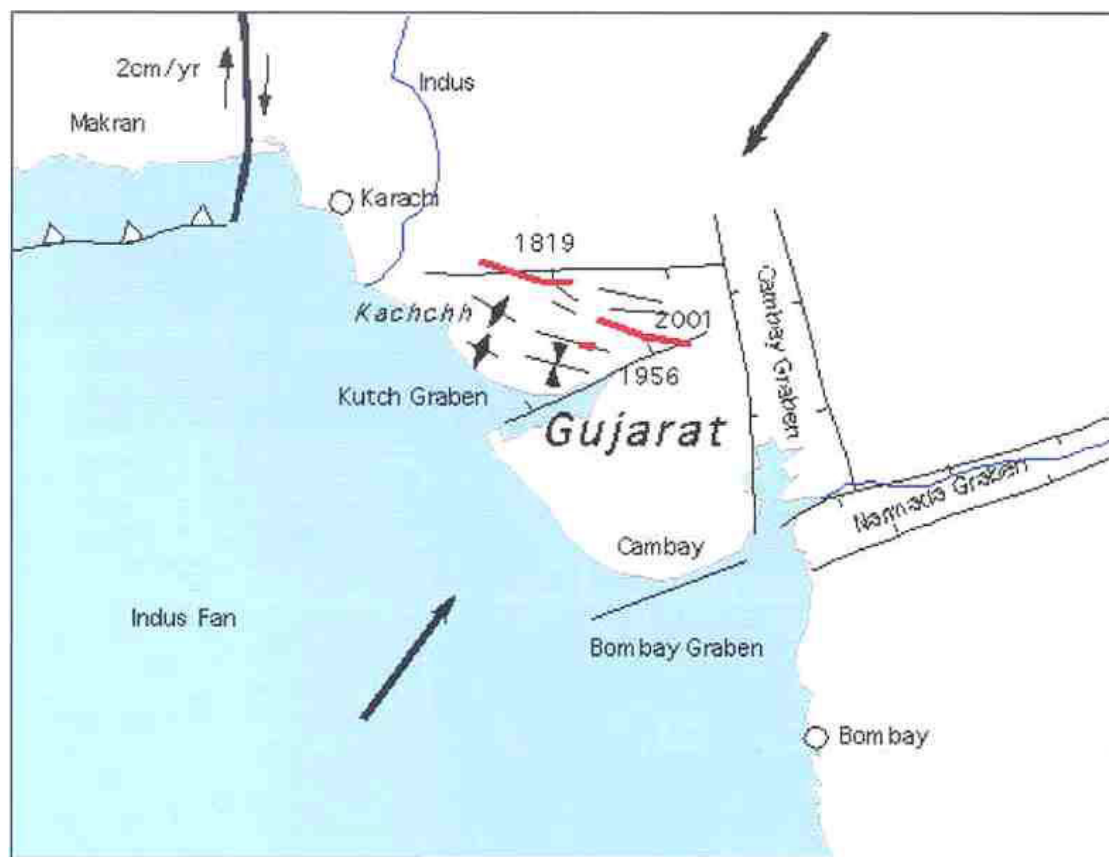 2cm/yr
Indus
Makran
Karachi
1819
Kachchh
2001
Cambay Graben
1956
Kutch Graben
Gujarat
Narmada Graben
Cambay
Indus Fan
Bombay Graben
Bombay